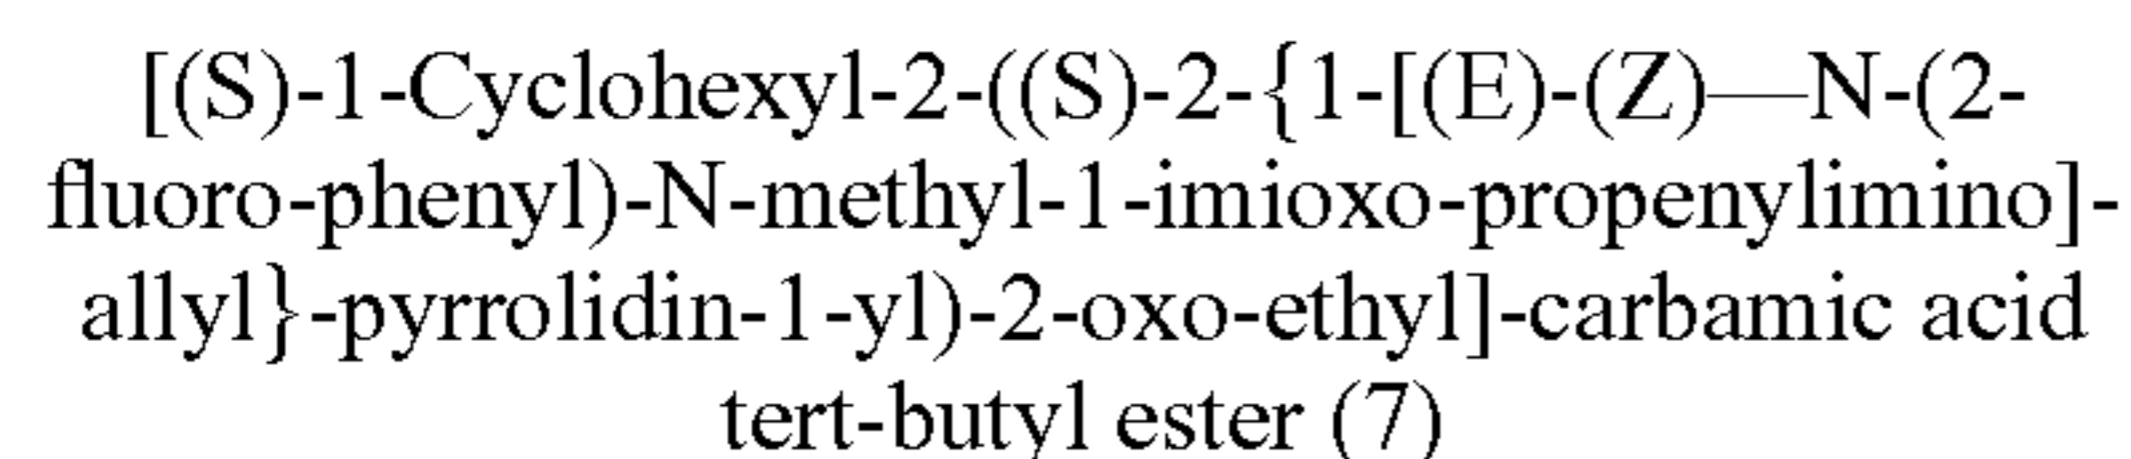 [(S)-1-Cyclohexyl-2-((S)-2-{1-[(E)-(Z)—N-(2-
fluoro-phenyl)-N-methyl-1-imioxo-propenylimino]-
allyl}-pyrrolidin-1-yl)-2-oxo-ethyl]-carbamic acid
tert-butyl ester (7)